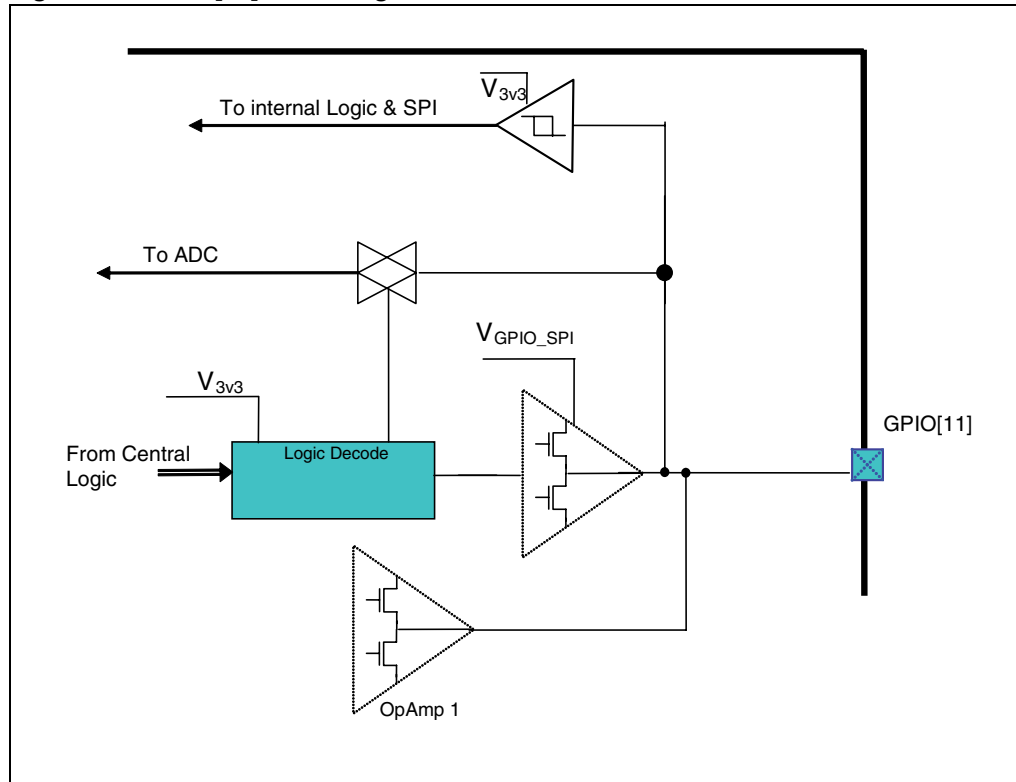 V3v3
To internal Logic & SPI
To ADC
VGPIO_SPI
V3v3
GPIO[11]
From Central
Logic
Logic Decode
OpAmp 1